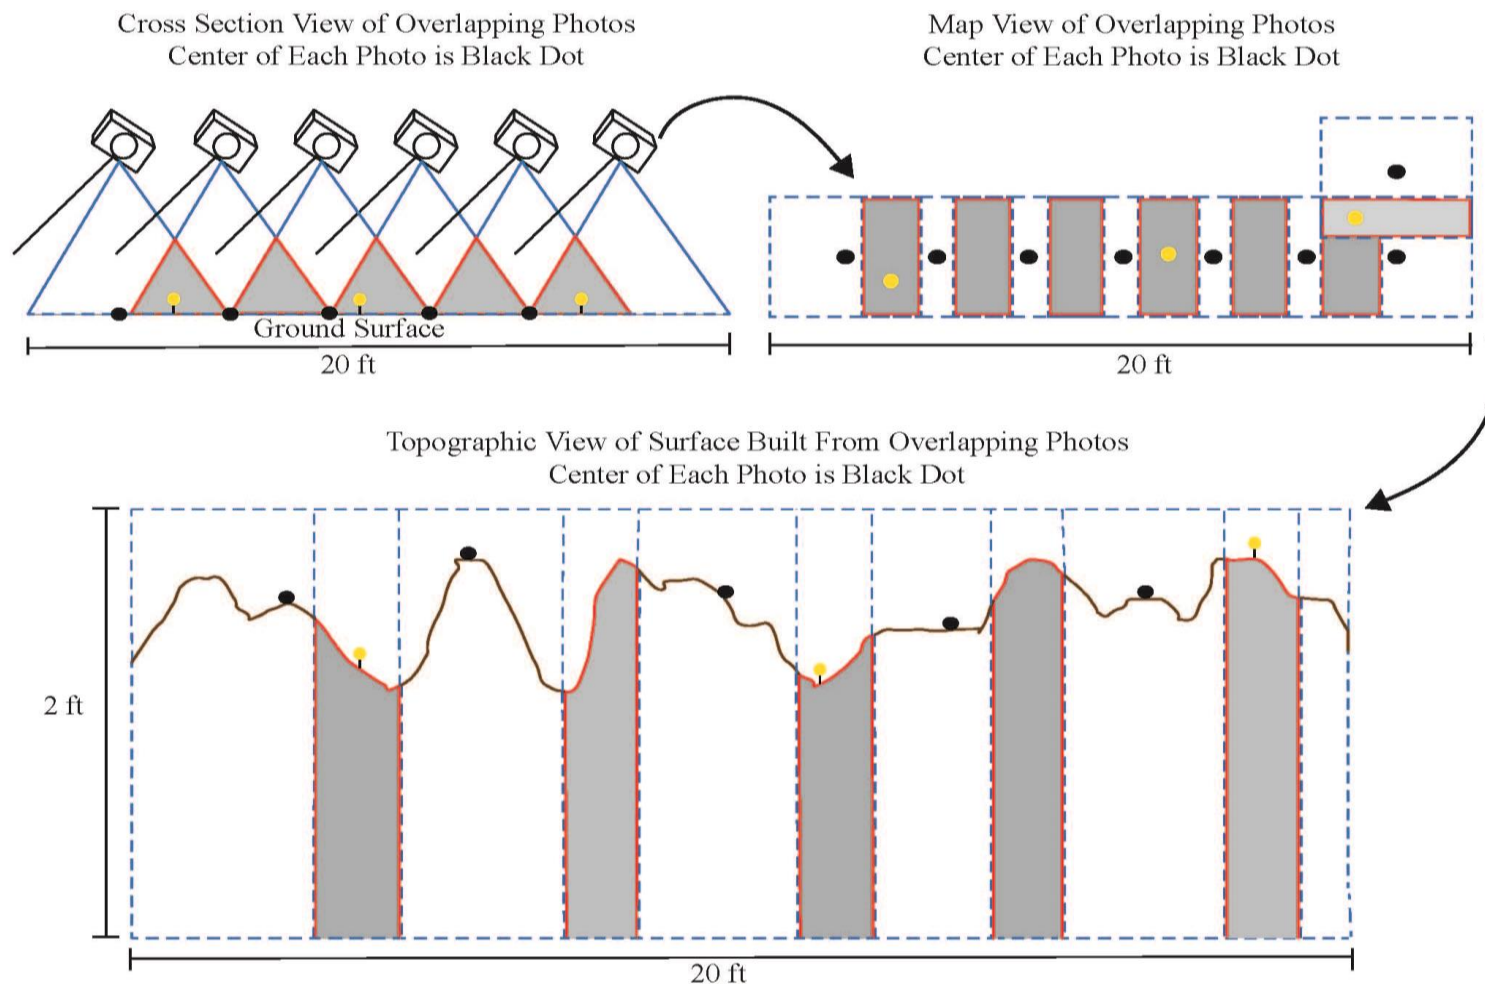 Cross Section View of Overlapping Photos
Center of Each Photo is Black Dot
Map View of Overlapping Photos
Center of Each Photo is Black Dot
Ground Surface
20 ft
20 ft
Topographic View of Surface Built From Overlapping Photos
Center of Each Photo is Black Dot
2 ft
20 ft